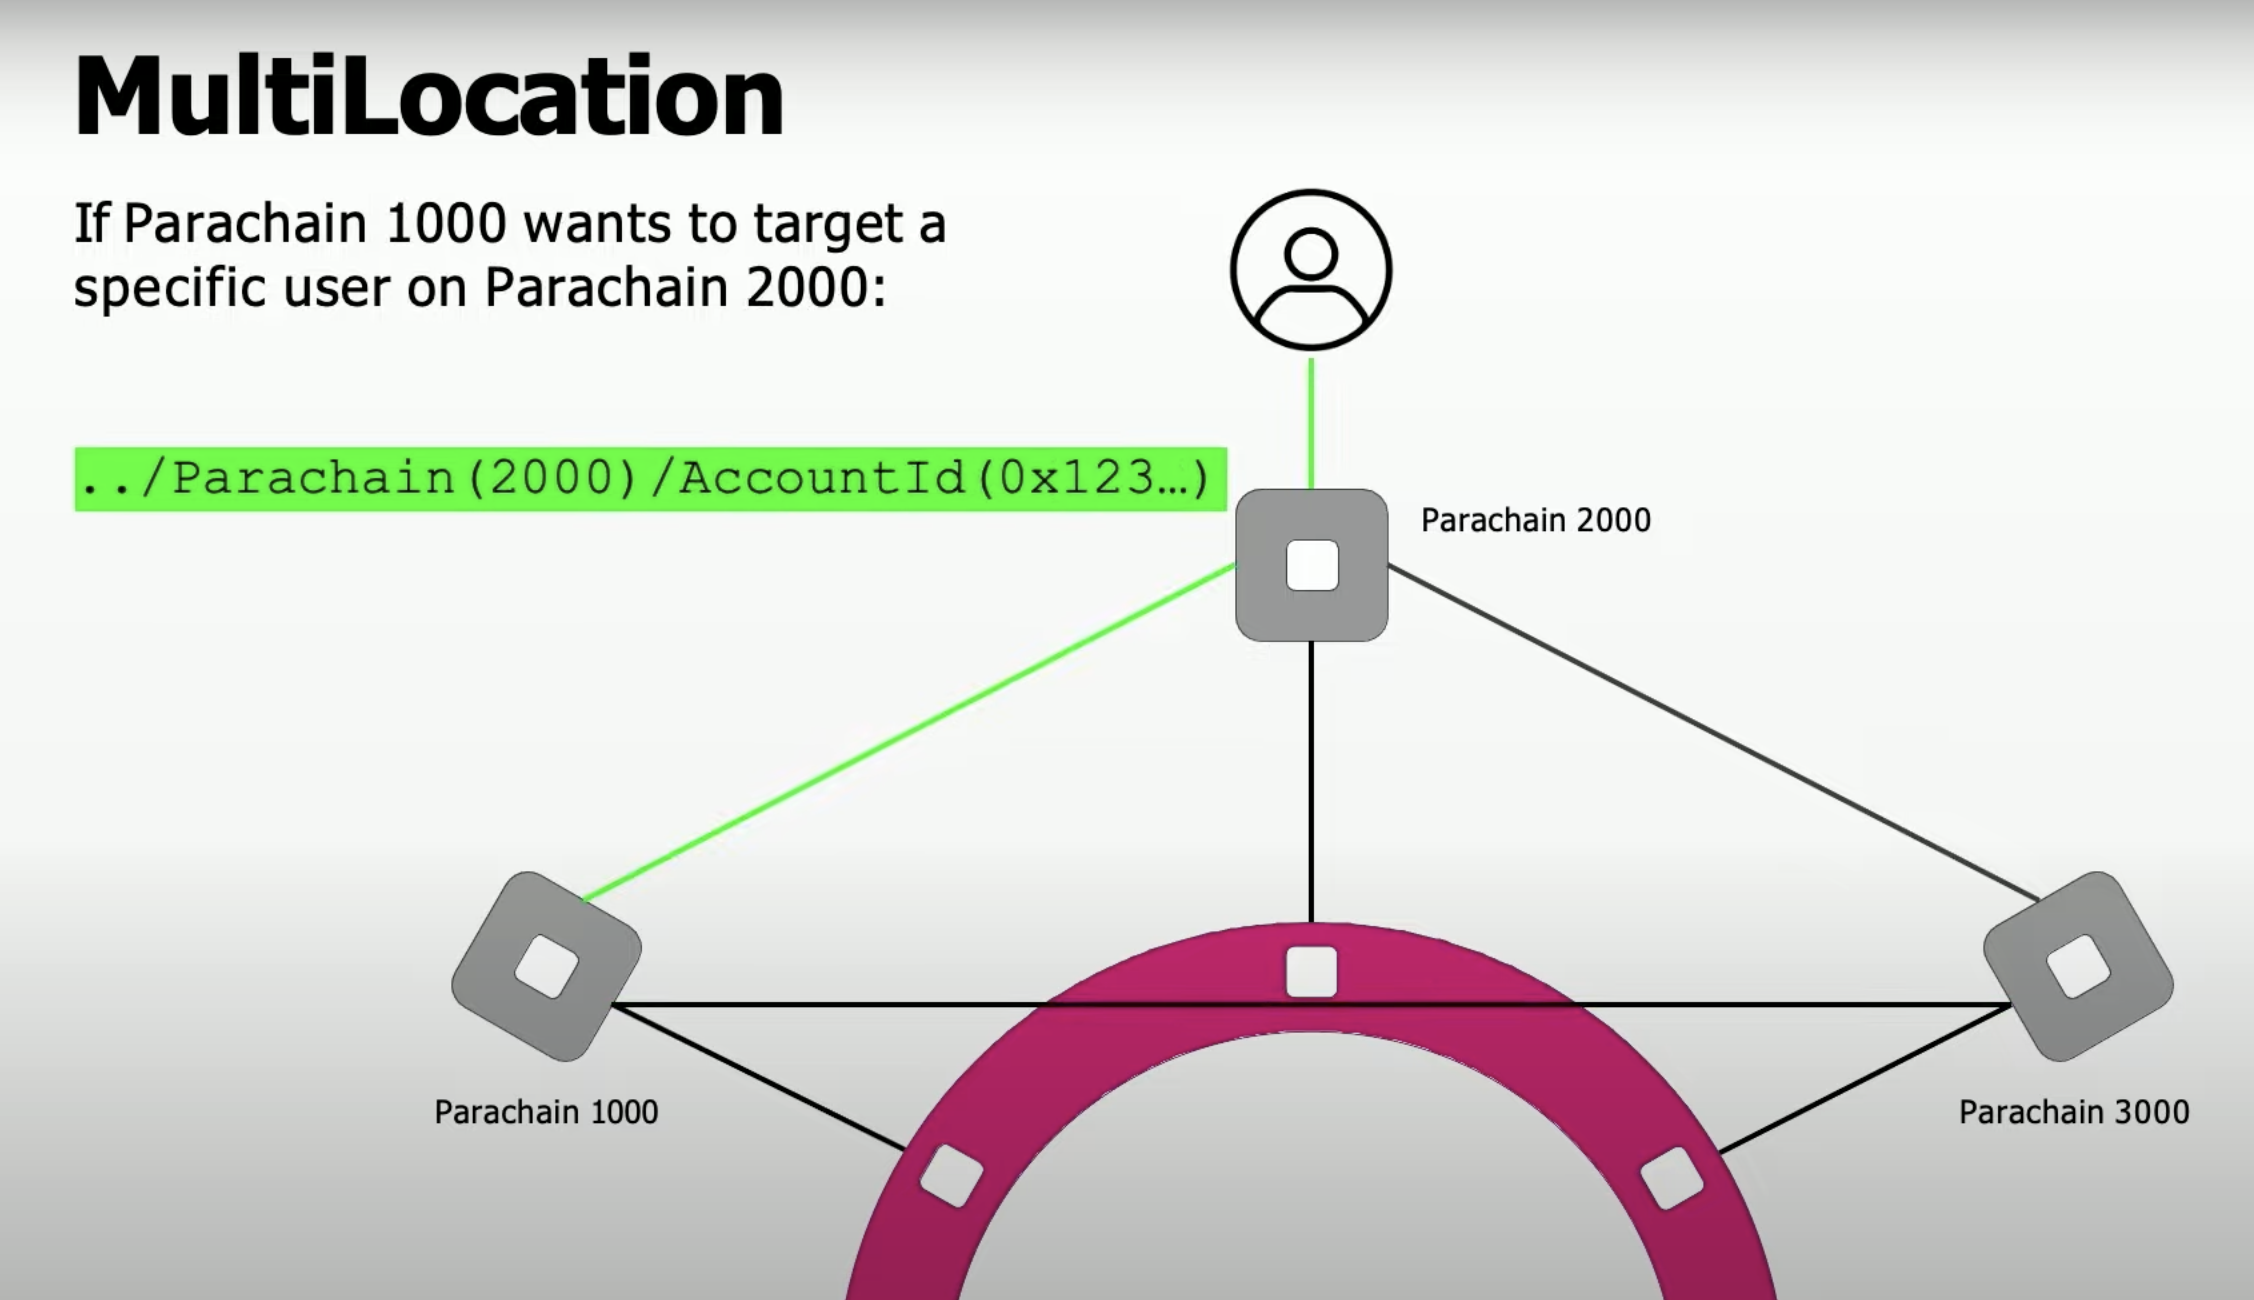 MultiLocation
If Parachain 1000 wants to target a
specific user on Parachain 2000:
../Parachain(2000)/AccountId(0x123…)
Parachain 2000
Parachain 1000
Parachain 3000